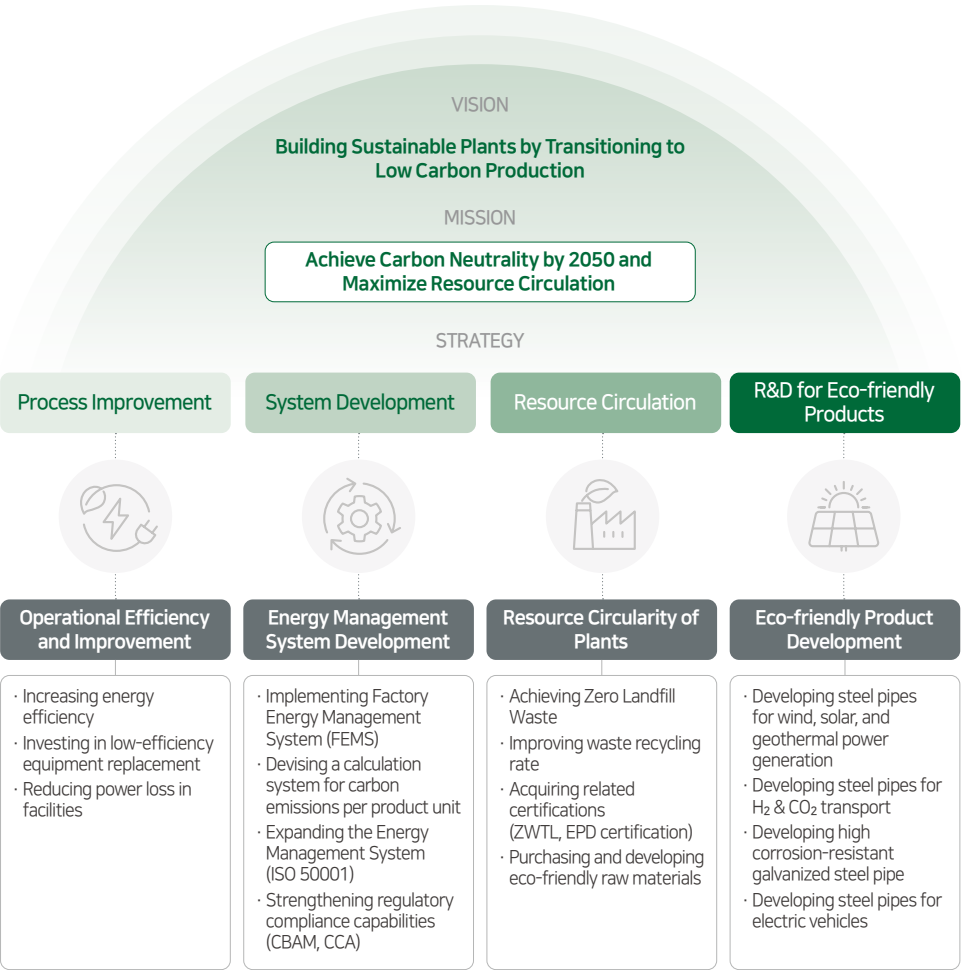 VISION
Building Sustainable Plants by Transitioning to
Low Carbon Production
MISSION
Achieve Carbon Neutrality by 2050 and
Maximize Resource Circulation
STRATEGY
Process Improvement
System Development
Resource Circulation
R&D for Eco-friendly
Products
Operational Efficiency
and Improvement
· Increasing energy
efficiency
· Investing in low-efficiency
equipment replacement
· Reducing power loss in
facilities
Energy Management
System Development
· Implementing Factory
Energy Management
System (FEMS)
· Devising a calculation
system for carbon
emissions per product unit
· Expanding the Energy
Management System
(ISO 50001)
· Strengthening regulatory
compliance capabilities
(CBAM, CCA)
Resource Circularity of
Plants
· Achieving Zero Landfill
Waste
· Improving waste recycling
rate
· Acquiring related
certifications
(ZWTL, EPD certification)
· Purchasing and developing
eco-friendly raw materials
Eco-friendly Product
Development
· Developing steel pipes
for wind, solar, and
geothermal power
generation
· Developing steel pipes for
H₂ & CO₂ transport
· Developing high
corrosion-resistant
galvanized steel pipe
· Developing steel pipes for
electric vehicles